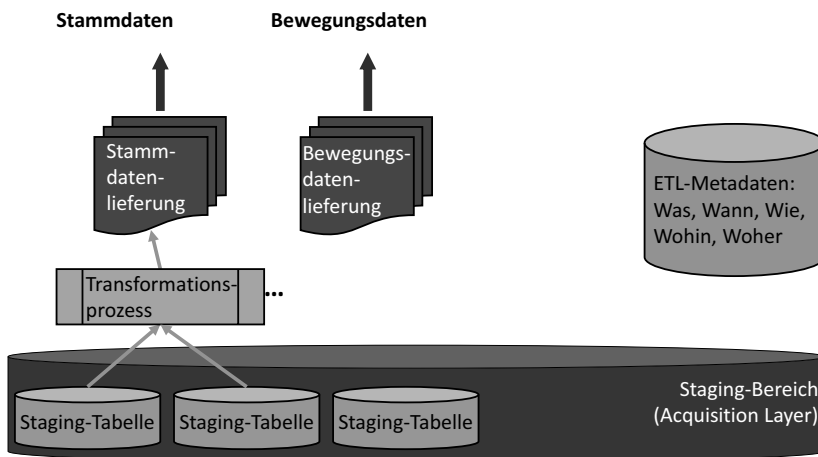 Stammdaten
Bewegungsdaten
Stamm-
daten-
lieferung
Bewegungs-
daten-
lieferung
ETL-Metadaten:
Was, Wann, Wie,
Wohin, Woher
Transformations-
prozess
...
Staging-Bereich
(Acquisition Layer)
Staging-Tabelle
Staging-Tabelle
Staging-Tabelle